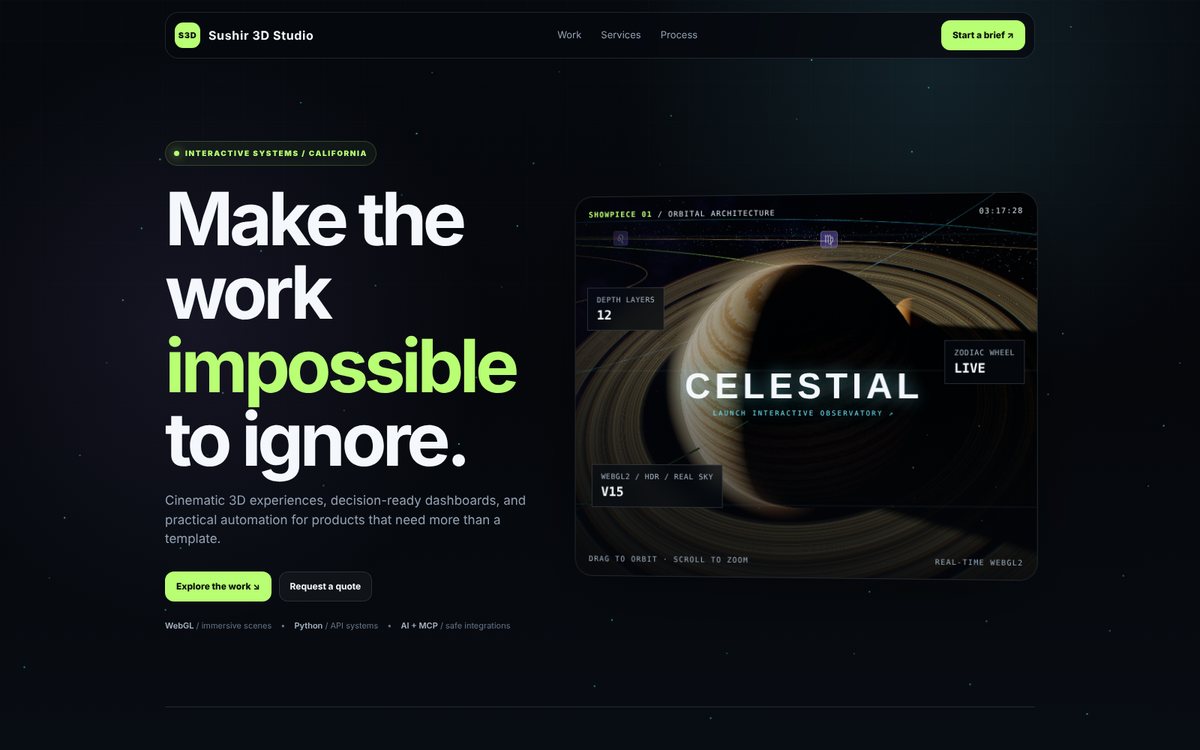 S3D Sushir 3D Studio
Work Services Process
Start a brief ↗
INTERACTIVE SYSTEMS / CALIFORNIA
Make the
work
impossible
to ignore.
Cinematic 3D experiences, decision-ready dashboards, and
practical automation for products that need more than a
template.
Explore the work ↘
Request a quote
WebGL / immersive scenes • Python / API systems • AI + MCP / safe integrations
SHOWPIECE 01 / ORBITAL ARCHITECTURE
03:17:28
♌ ♍
DEPTH LAYERS
12
ZODIAC WHEEL
LIVE
CELESTIAL
LAUNCH INTERACTIVE OBSERVATORY ↗
WEBGL2 / HDR / REAL SKY
V15
DRAG TO ORBIT · SCROLL TO ZOOM
REAL-TIME WEBGL2